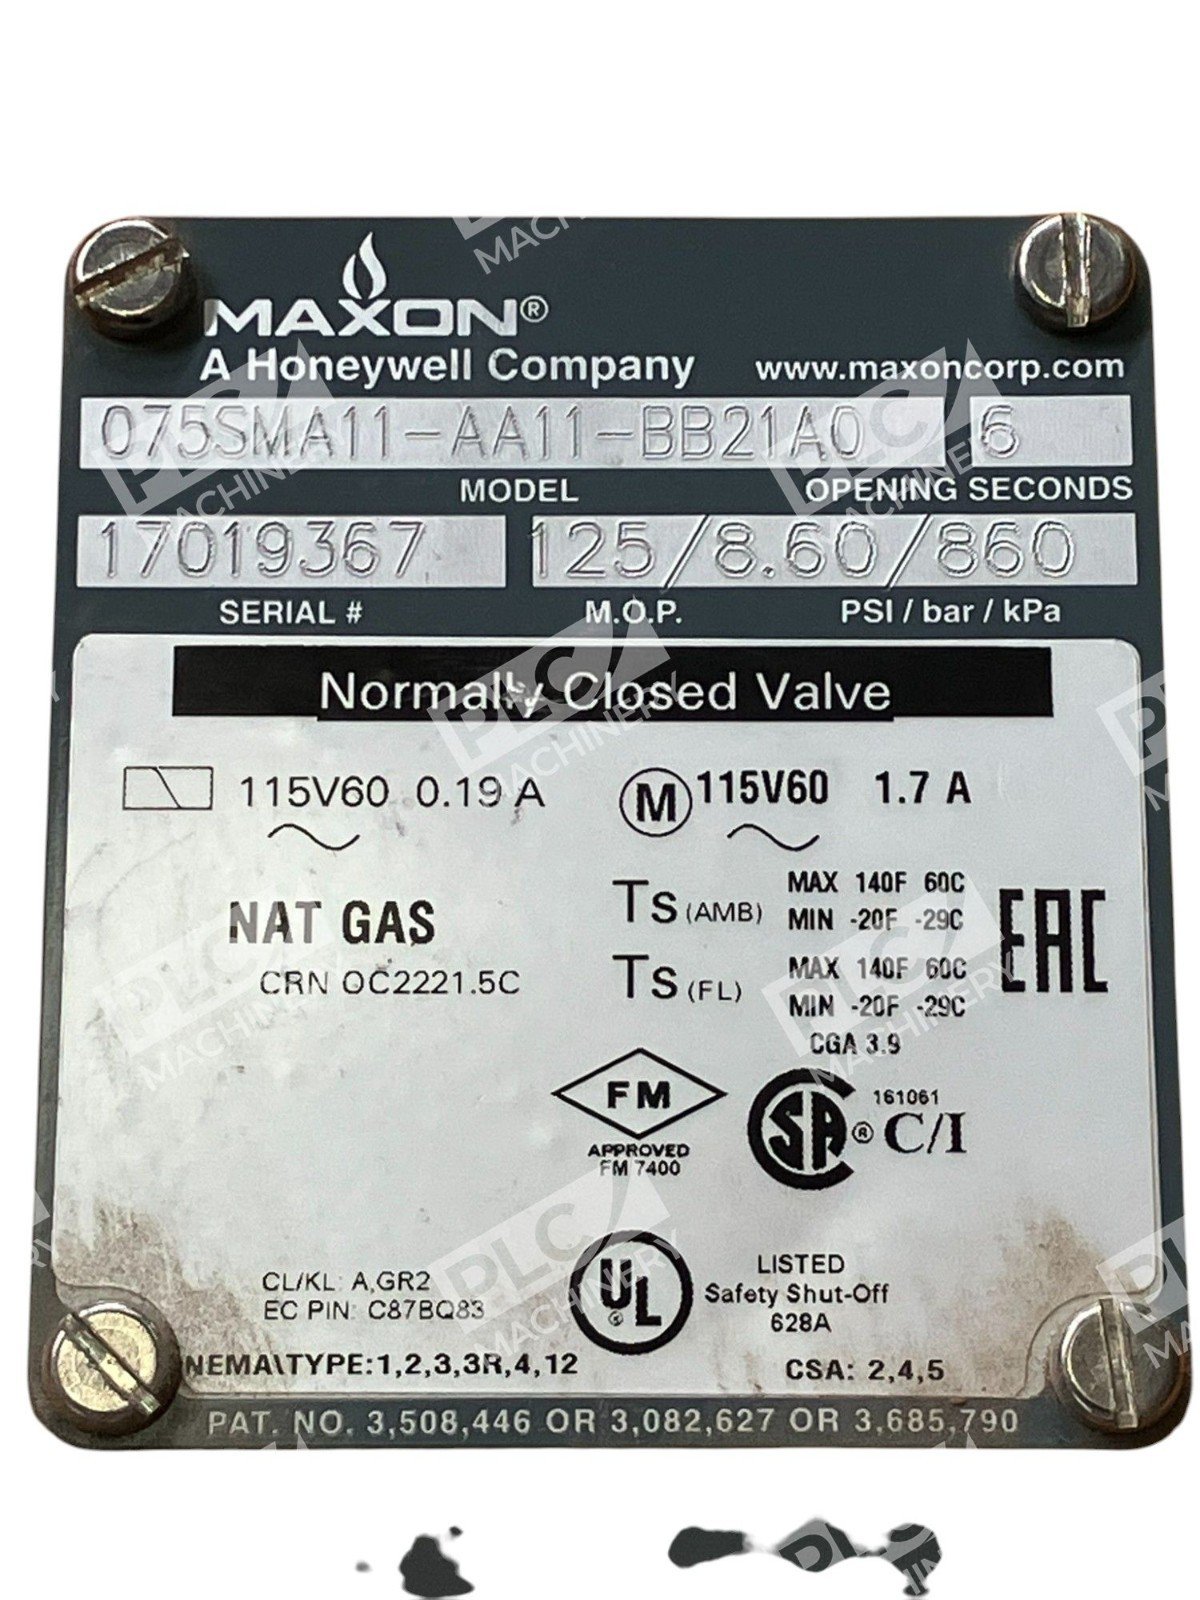 MAXON®
A Honeywell Company www.maxoncorp.com
075SMA11-AA11-BB21A0 6
MODEL OPENING SECONDS
17019367 125/8.60/860
SERIAL # M.O.P. PSI / bar / kPa
Normally Closed Valve
115V60 0.19 A M 115V60 1.7 A
Ts (AMB) MAX 140F 60C
MIN -20F -29C
NAT GAS
CRN OC2221.5C
Ts (FL) MAX 140F 60C
MIN -20F -29C
EAC
CGA 3.9
FM
APPROVED
FM 7400
CSA ® 161061
C/I
CL/KL: A,GR2
EC PIN: C87BQ83
UL ®
LISTED
Safety Shut-Off
628A
NEMA\TYPE:1,2,3,3R,4,12 CSA: 2,4,5
PAT. NO. 3,508,446 OR 3,082,627 OR 3,685,790
PLC MACHINERY